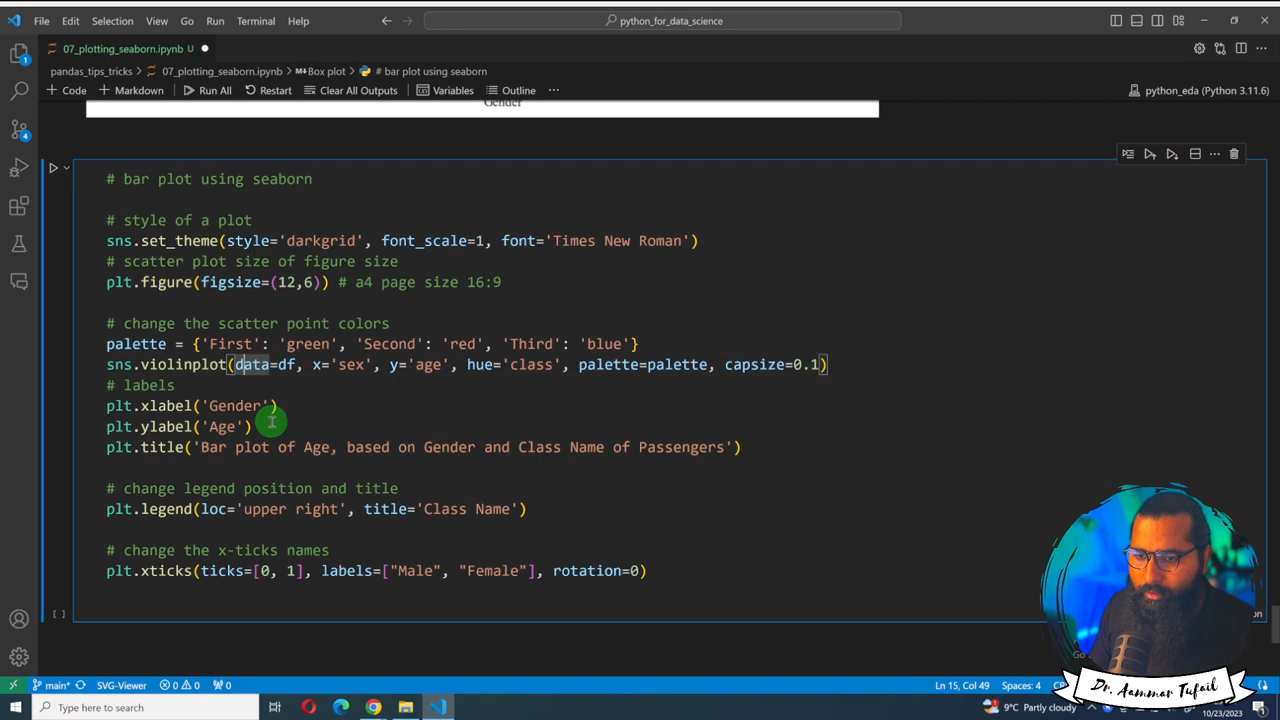 File Edit Selection View Go Run Terminal Help
python_for_data_science
07_plotting_seaborn.ipynb U
pandas_tips_tricks > 07_plotting_seaborn.ipynb > Box plot > # bar plot using seaborn
+ Code + Markdown Run All Restart Clear All Outputs Variables Outline ...
python_eda (Python 3.11.6)
Gender
# bar plot using seaborn
# style of a plot
sns.set_theme(style='darkgrid', font_scale=1, font='Times New Roman')
# scatter plot size of figure size
plt.figure(figsize=(12,6)) # a4 page size 16:9
# change the scatter point colors
palette = {'First': 'green', 'Second': 'red', 'Third': 'blue'}
sns.violinplot(data=df, x='sex', y='age', hue='class', palette=palette, capsize=0.1)
# labels
plt.xlabel('Gender')
plt.ylabel('Age')
plt.title('Bar plot of Age, based on Gender and Class Name of Passengers')
# change legend position and title
plt.legend(loc='upper right', title='Class Name')
# change the x-ticks names
plt.xticks(ticks=[0, 1], labels=["Male", "Female"], rotation=0)
[ ]
1
4
Dr. Aammar Tufail
main* SVG-Viewer 0 0 0
Ln 15, Col 49 Spaces: 4
Type here to search
9°C Partly cloudy
10/23/2023